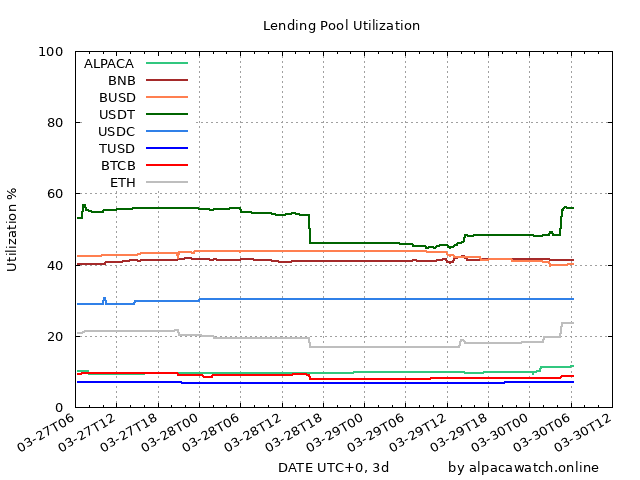 Lending Pool Utilization
Utilization %
100
80
60
40
20
0
ALPACA
BNB
BUSD
USDT
USDC
TUSD
BTCB
ETH
03-27T06
03-27T12
03-27T18
03-28T00
03-28T06
03-28T12
03-28T18
03-29T00
03-29T06
03-29T12
03-29T18
03-30T00
03-30T06
03-30T12
DATE UTC+0, 3d
by alpacawatch.online